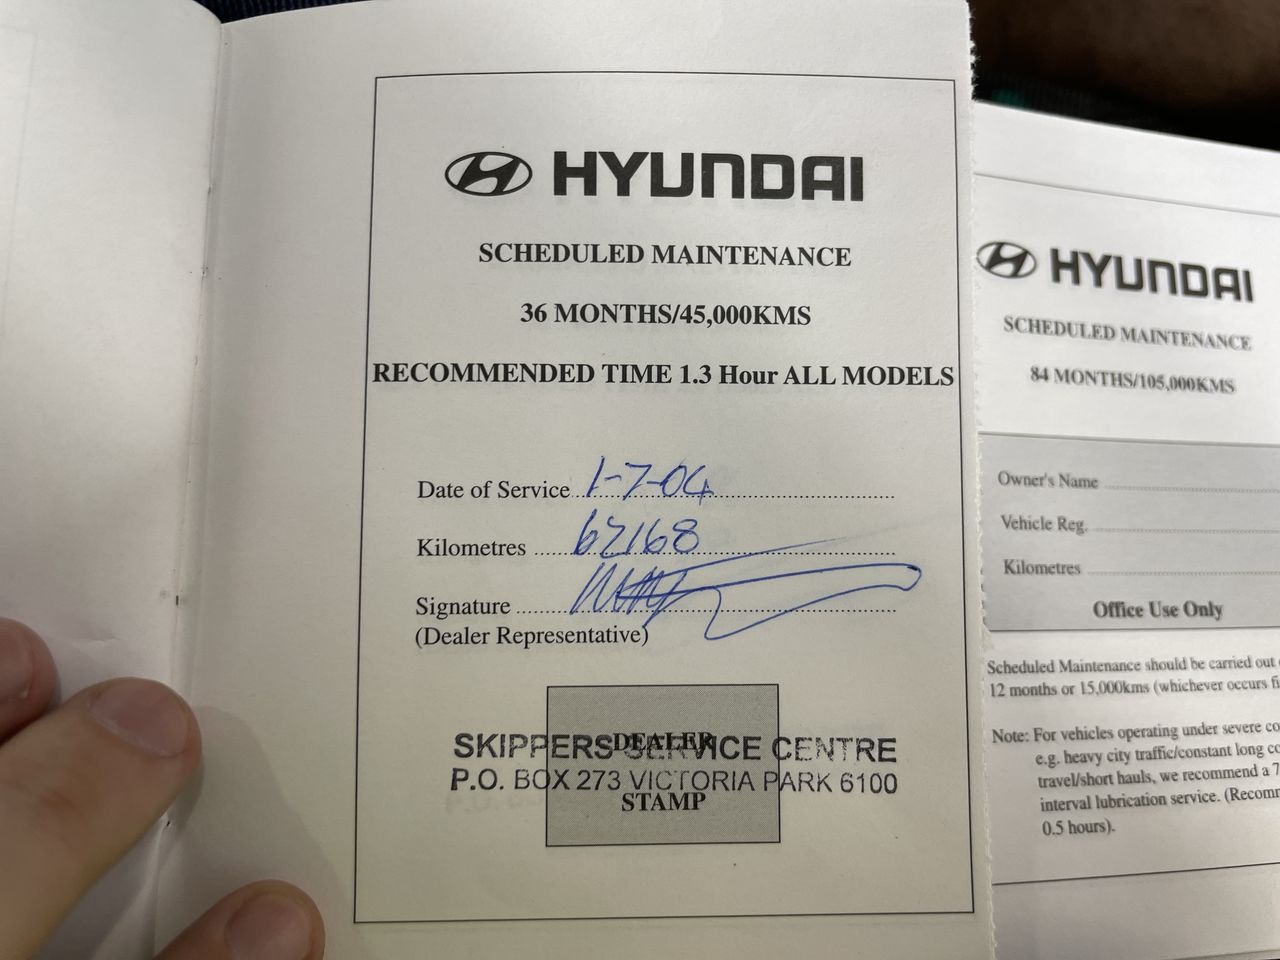 HYUNDAI
SCHEDULED MAINTENANCE
36 MONTHS/45,000KMS
RECOMMENDED TIME 1.3 Hour ALL MODELS
Date of Service 1-7-04
Kilometres 62168
Signature
(Dealer Representative)
DEALER
SKIPPERS SERVICE CENTRE
P.O. BOX 273 VICTORIA PARK 6100
STAMP
HYUNDAI
SCHEDULED MAINTENANCE
84 MONTHS/105,000KMS
Owner's Name
Vehicle Reg.
Kilometres
Office Use Only
Scheduled Maintenance should be carried out
12 months or 15,000kms (whichever occurs
Note: For vehicles operating under severe
e.g. heavy city traffic/constant long
travel/short hauls, we recommend a
interval lubrication service.
0.5 hours).